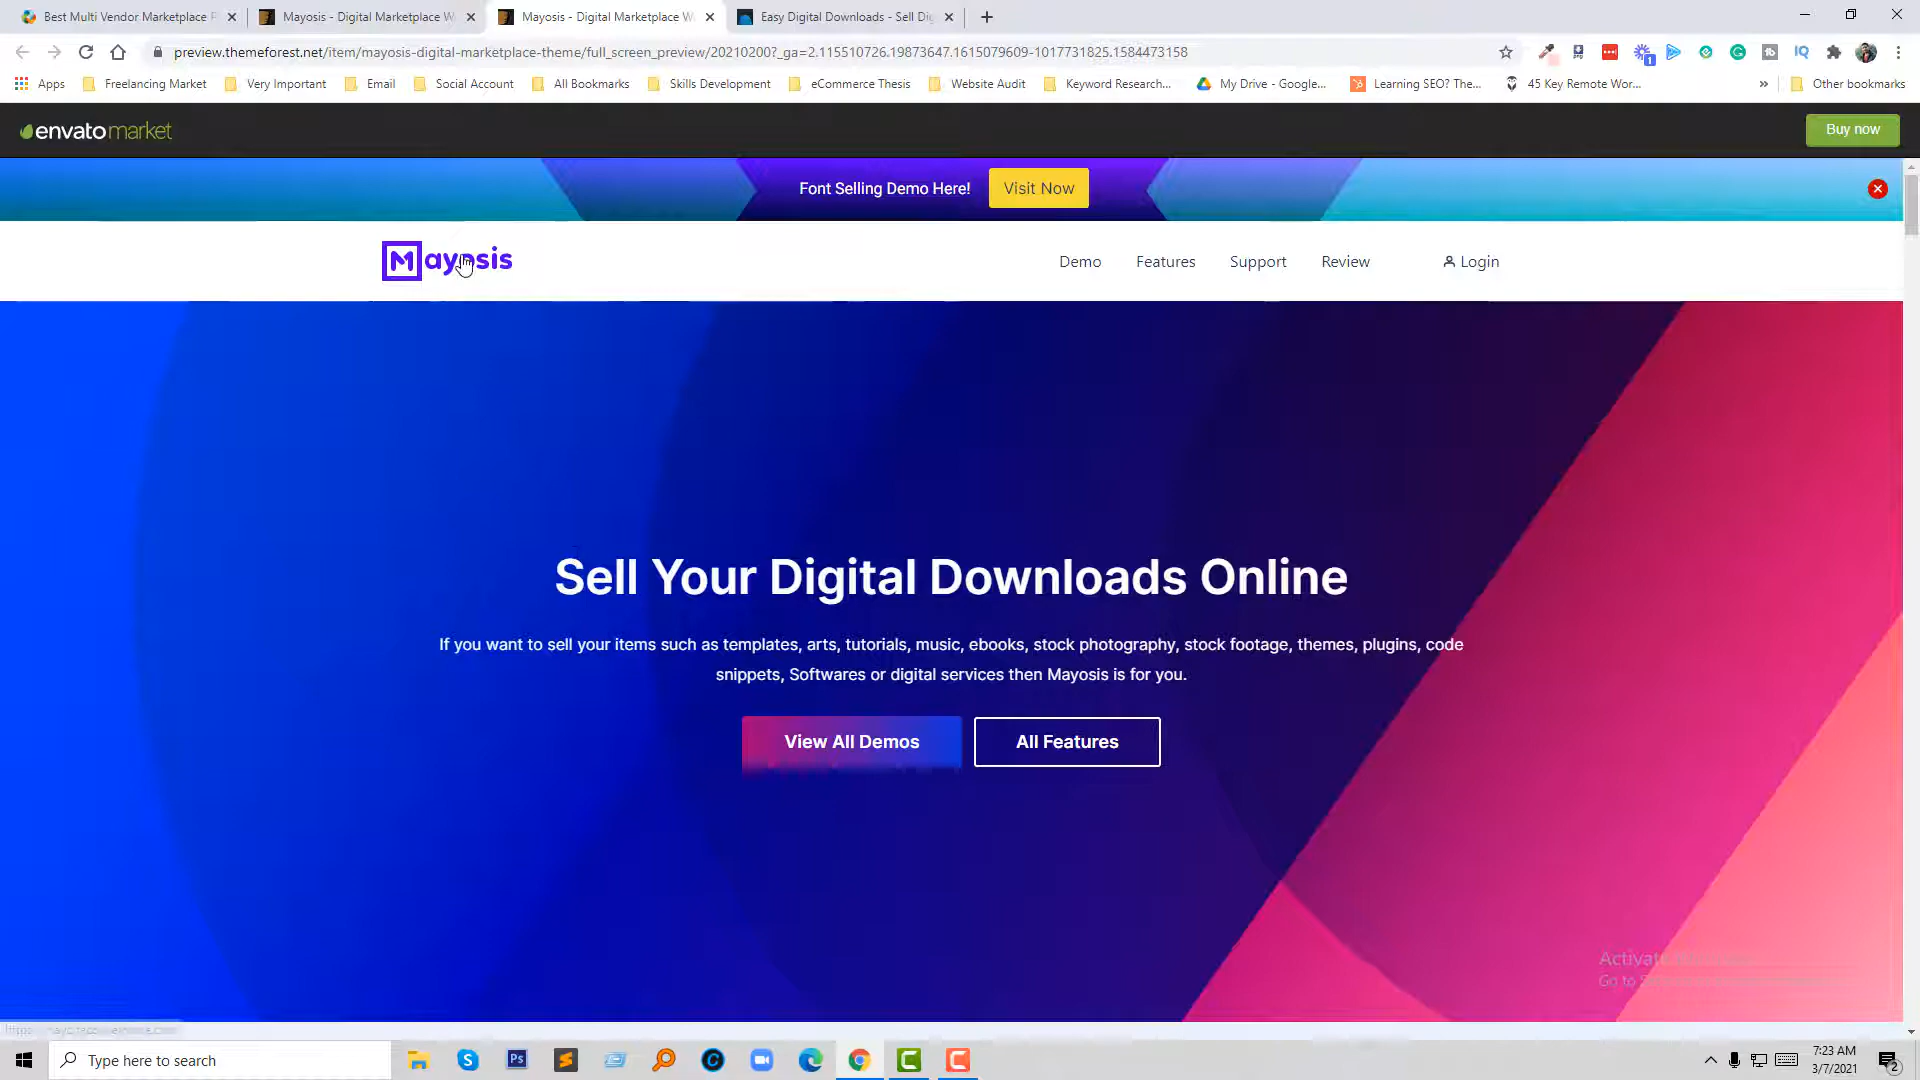 Best Multi Vendor Marketplace
Mayosis - Digital Marketplace W
Mayosis - Digital Marketplace W
Easy Digital Downloads - Sell Dig
preview.themeforest.net/item/mayosis-digital-marketplace-theme/full_screen_preview/20210200?_ga=2.115510726.19873647.1615079609-1017731825.1584473158
Apps
Freelancing Market
Very Important
Email
Social Account
All Bookmarks
Skills Development
eCommerce Thesis
Website Audit
Keyword Research...
My Drive - Google...
Learning SEO? The...
45 Key Remote Wor...
»
Other bookmarks
envatomarket
Buy now
Font Selling Demo Here!
Visit Now
Mayosis
Demo
Features
Support
Review
Login
Sell Your Digital Downloads Online
If you want to sell your items such as templates, arts, tutorials, music, ebooks, stock photography, stock footage, themes, plugins, code
snippets, Softwares or digital services then Mayosis is for you.
View All Demos
All Features
Go to
Type here to search
7:23 AM
3/7/2021
2